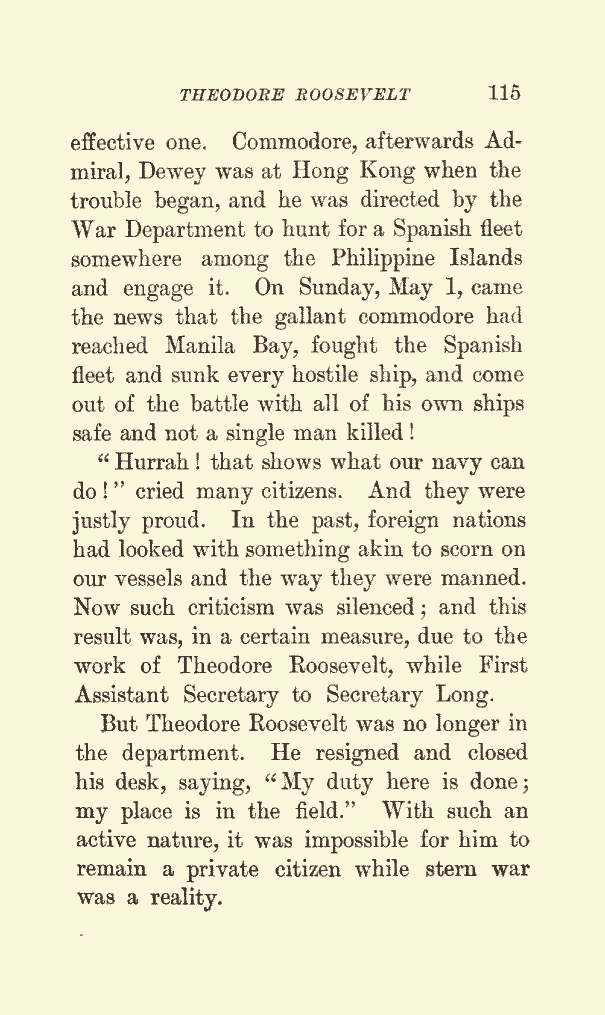 THEODORE ROOSEVELT 115
effective one. Commodore, afterwards Ad-
miral, Dewey was at Hong Kong when the
trouble began, and he was directed by the
War Department to hunt for a Spanish fleet
somewhere among the Philippine Islands
and engage it. On Sunday, May 1, came
the news that the gallant commodore had
reached Manila Bay, fought the Spanish
fleet and sunk every hostile ship, and come
out of the battle with all of his own ships
safe and not a single man killed!
"Hurrah! that shows what our navy can
do!" cried many citizens. And they were
justly proud. In the past, foreign nations
had looked with something akin to scorn on
our vessels and the way they were manned.
Now such criticism was silenced; and this
result was, in a certain measure, due to the
work of Theodore Roosevelt, while First
Assistant Secretary to Secretary Long.
But Theodore Roosevelt was no longer in
the department. He resigned and closed
his desk, saying, "My duty here is done;
my place is in the field." With such an
active nature, it was impossible for him to
remain a private citizen while stern war
was a reality.